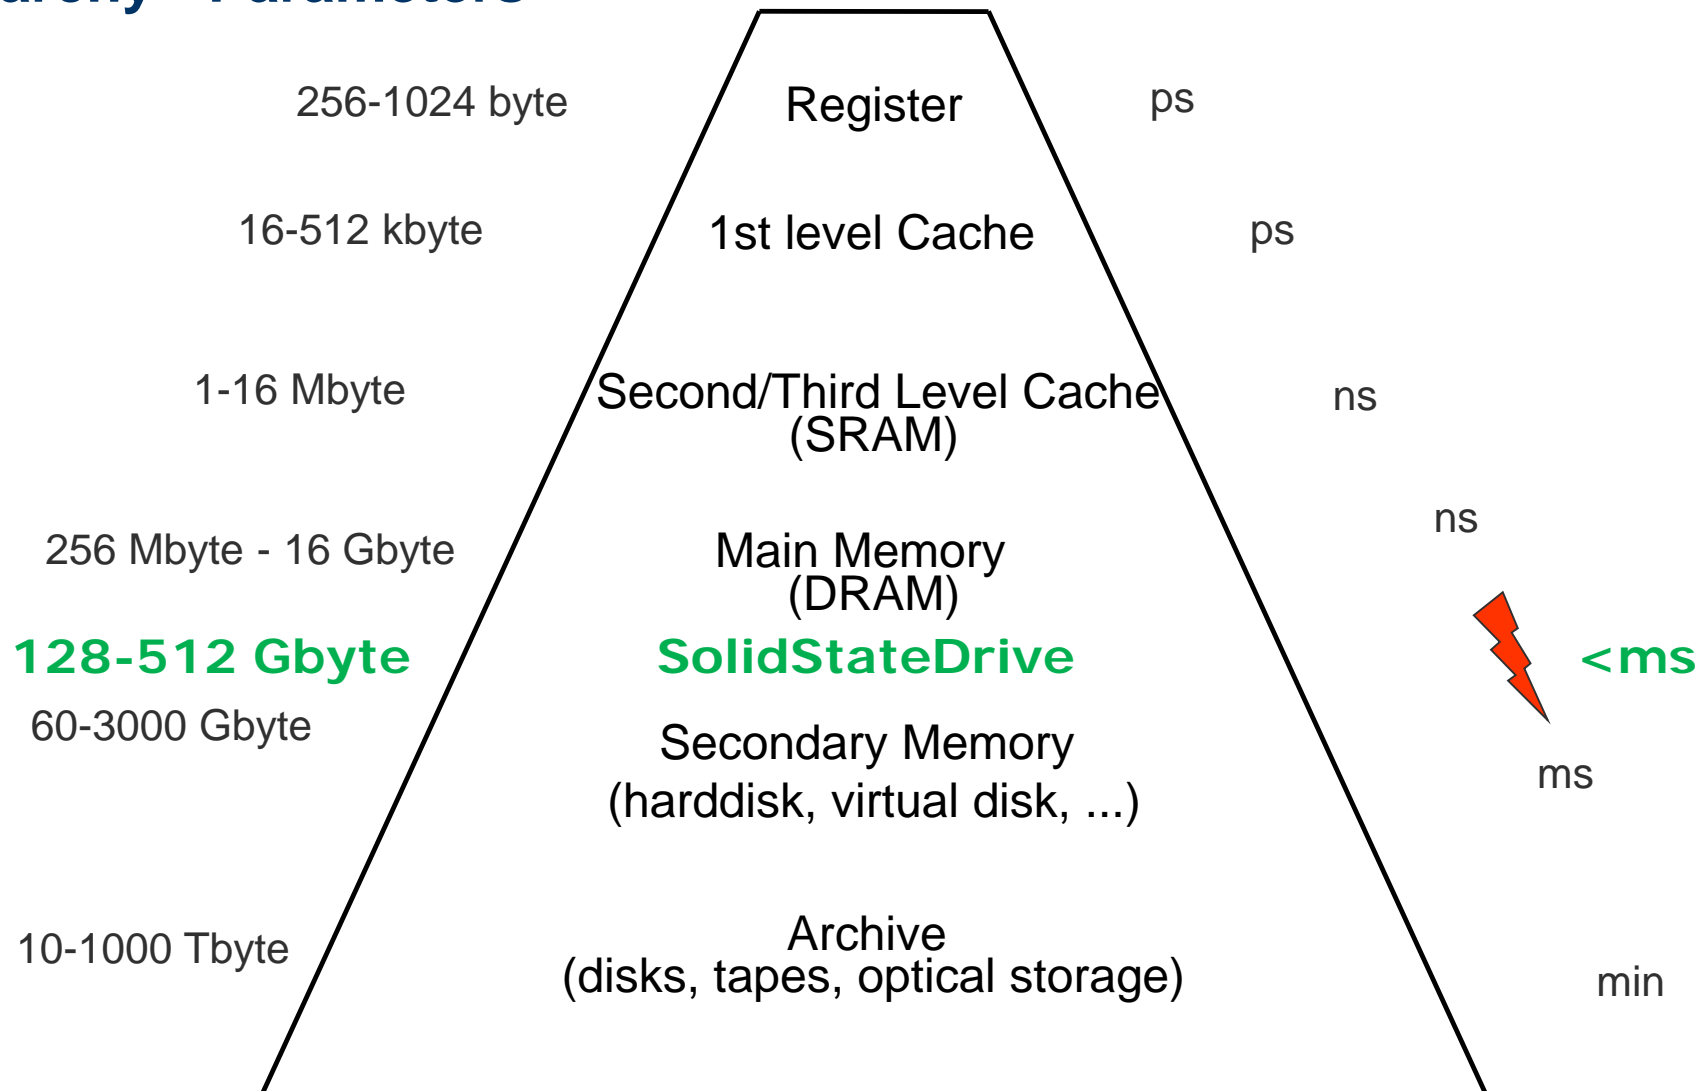 Parameters
256-1024 byte Register ps
16-512 kbyte 1st level Cache ps
1-16 Mbyte Second/Third Level Cache ns
(SRAM)
ns
256 Mbyte - 16 Gbyte Main Memory
(DRAM)
128-512 Gbyte SolidStateDrive <ms
60-3000 Gbyte Secondary Memory
ms
(harddisk, virtual disk, ...)
10-1000 Tbyte Archive
(disks, tapes, optical storage) min